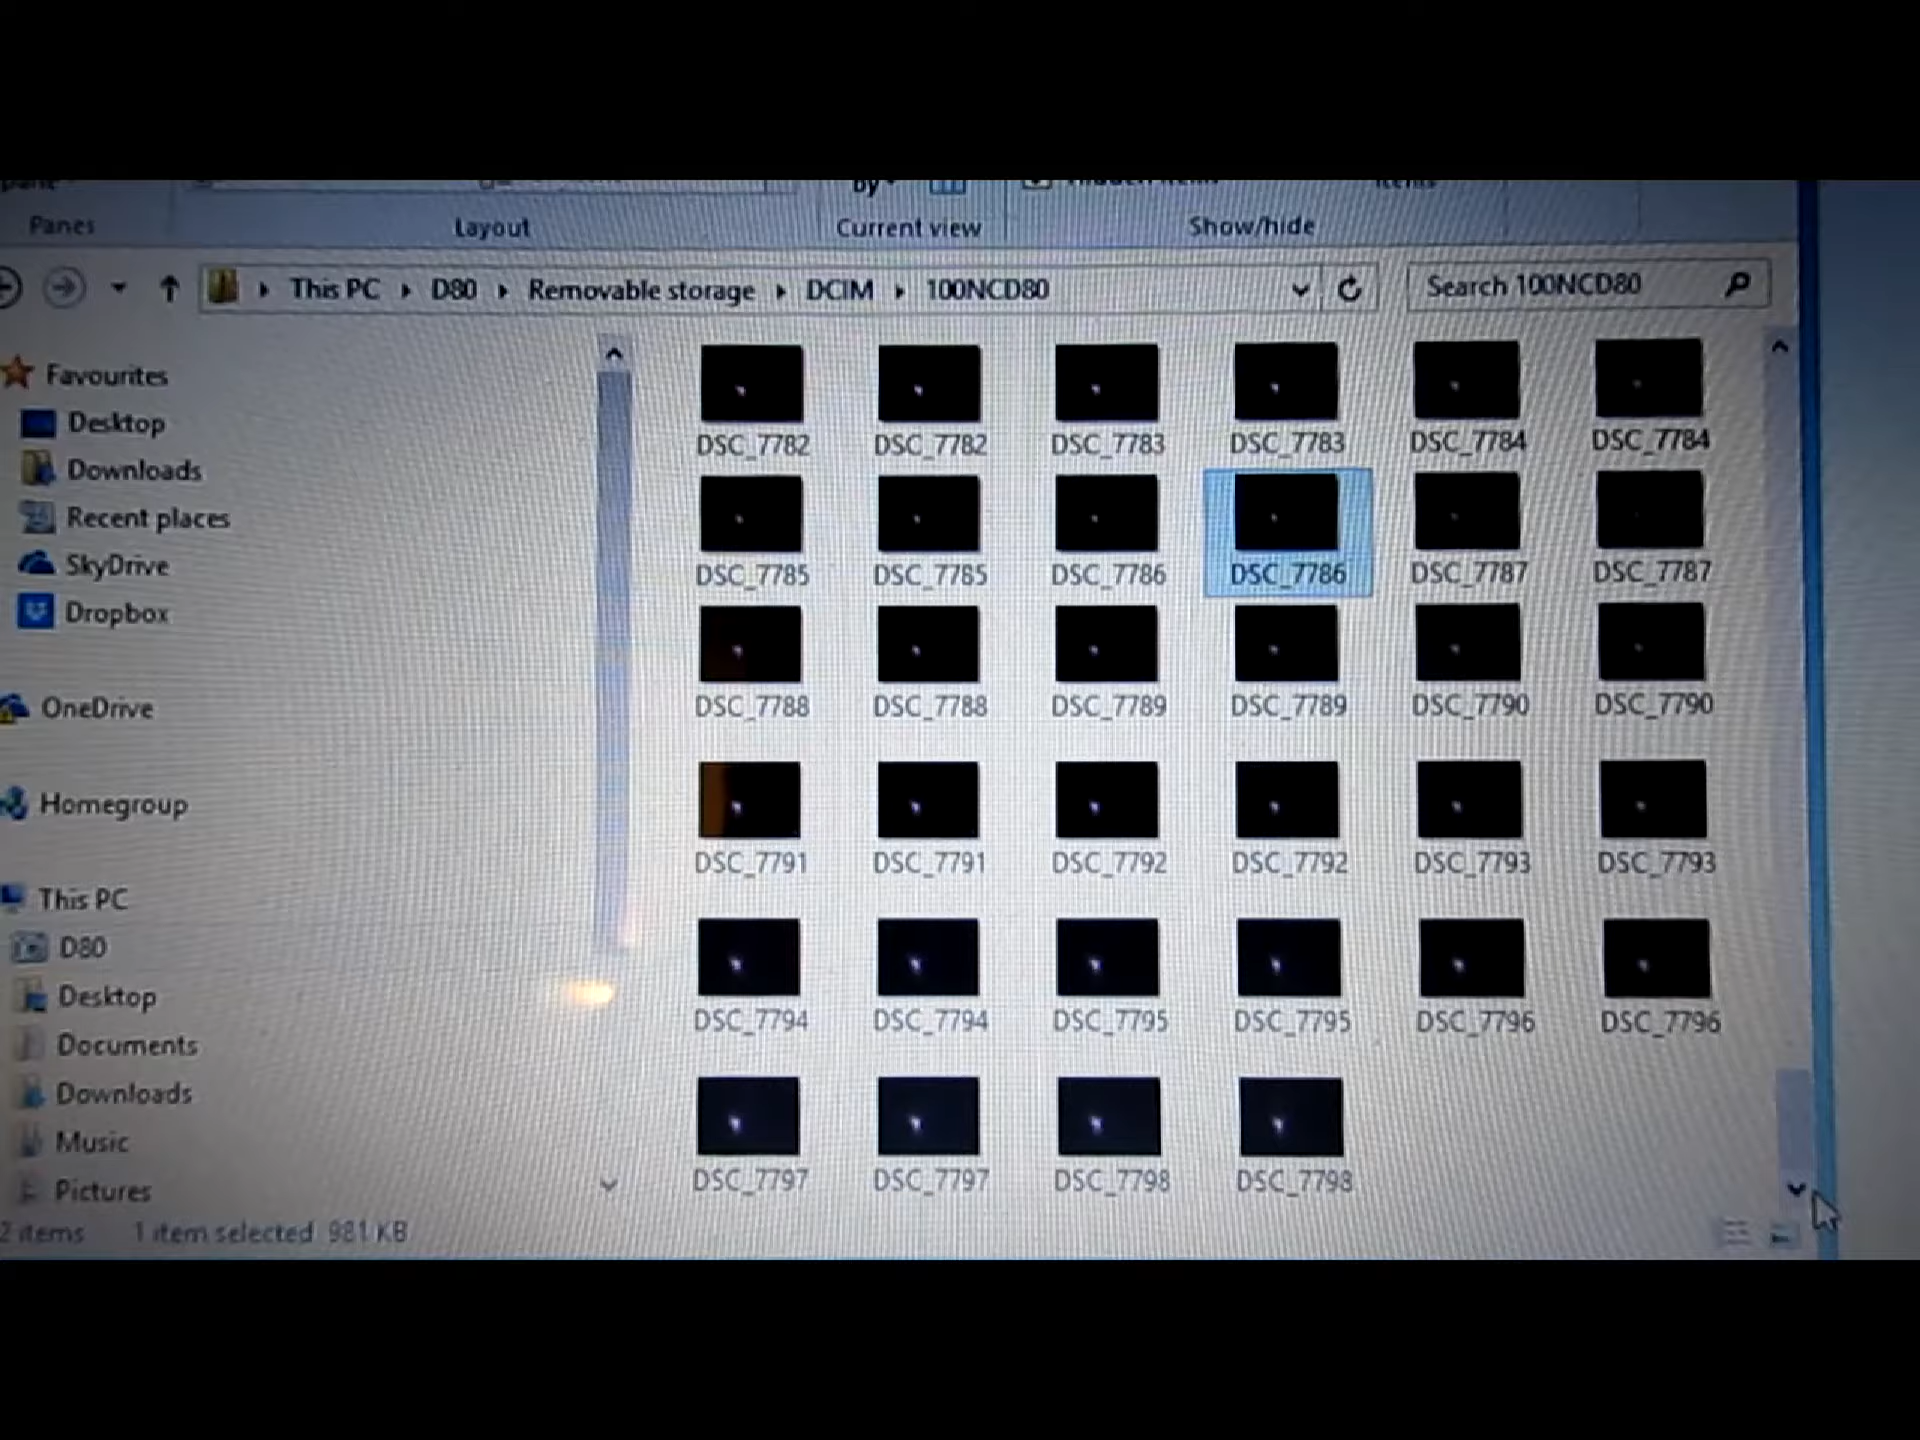 Panes Layout Current view Show/hide
This PC D80 Removable storage DCIM 100NCD80 Search 100NCD80
Favourites
Desktop
Downloads
Recent places
SkyDrive
Dropbox
OneDrive
Homegroup
This PC
D80
Desktop
Documents
Downloads
Music
Pictures
DSC_7782 DSC_7782 DSC_7783 DSC_7783 DSC_7784 DSC_7784
DSC_7785 DSC_7785 DSC_7786 DSC_7786 DSC_7787 DSC_7787
DSC_7788 DSC_7788 DSC_7789 DSC_7789 DSC_7790 DSC_7790
DSC_7791 DSC_7791 DSC_7792 DSC_7792 DSC_7793 DSC_7793
DSC_7794 DSC_7794 DSC_7795 DSC_7795 DSC_7796 DSC_7796
DSC_7797 DSC_7797 DSC_7798 DSC_7798
2 items 1 item selected 981 KB